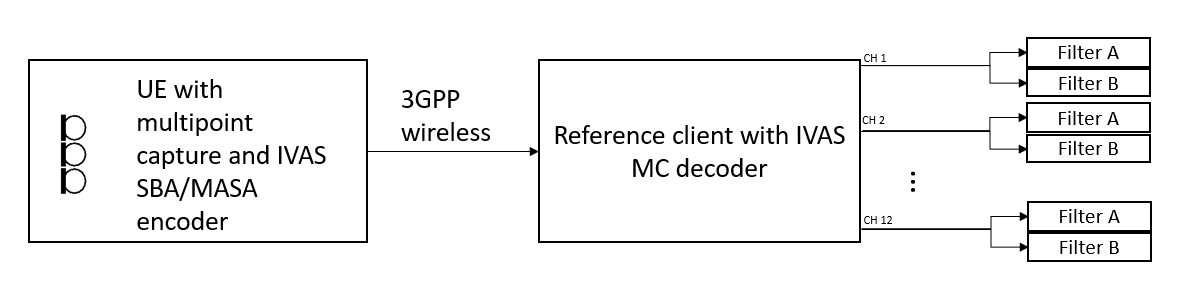 UE with
multipoint
capture and IVAS
SBA/MASA
encoder
3GPP
wireless
Reference client with IVAS
MC decoder
CH 1
Filter A
Filter B
CH 2
Filter A
Filter B
⋮
CH 12
Filter A
Filter B